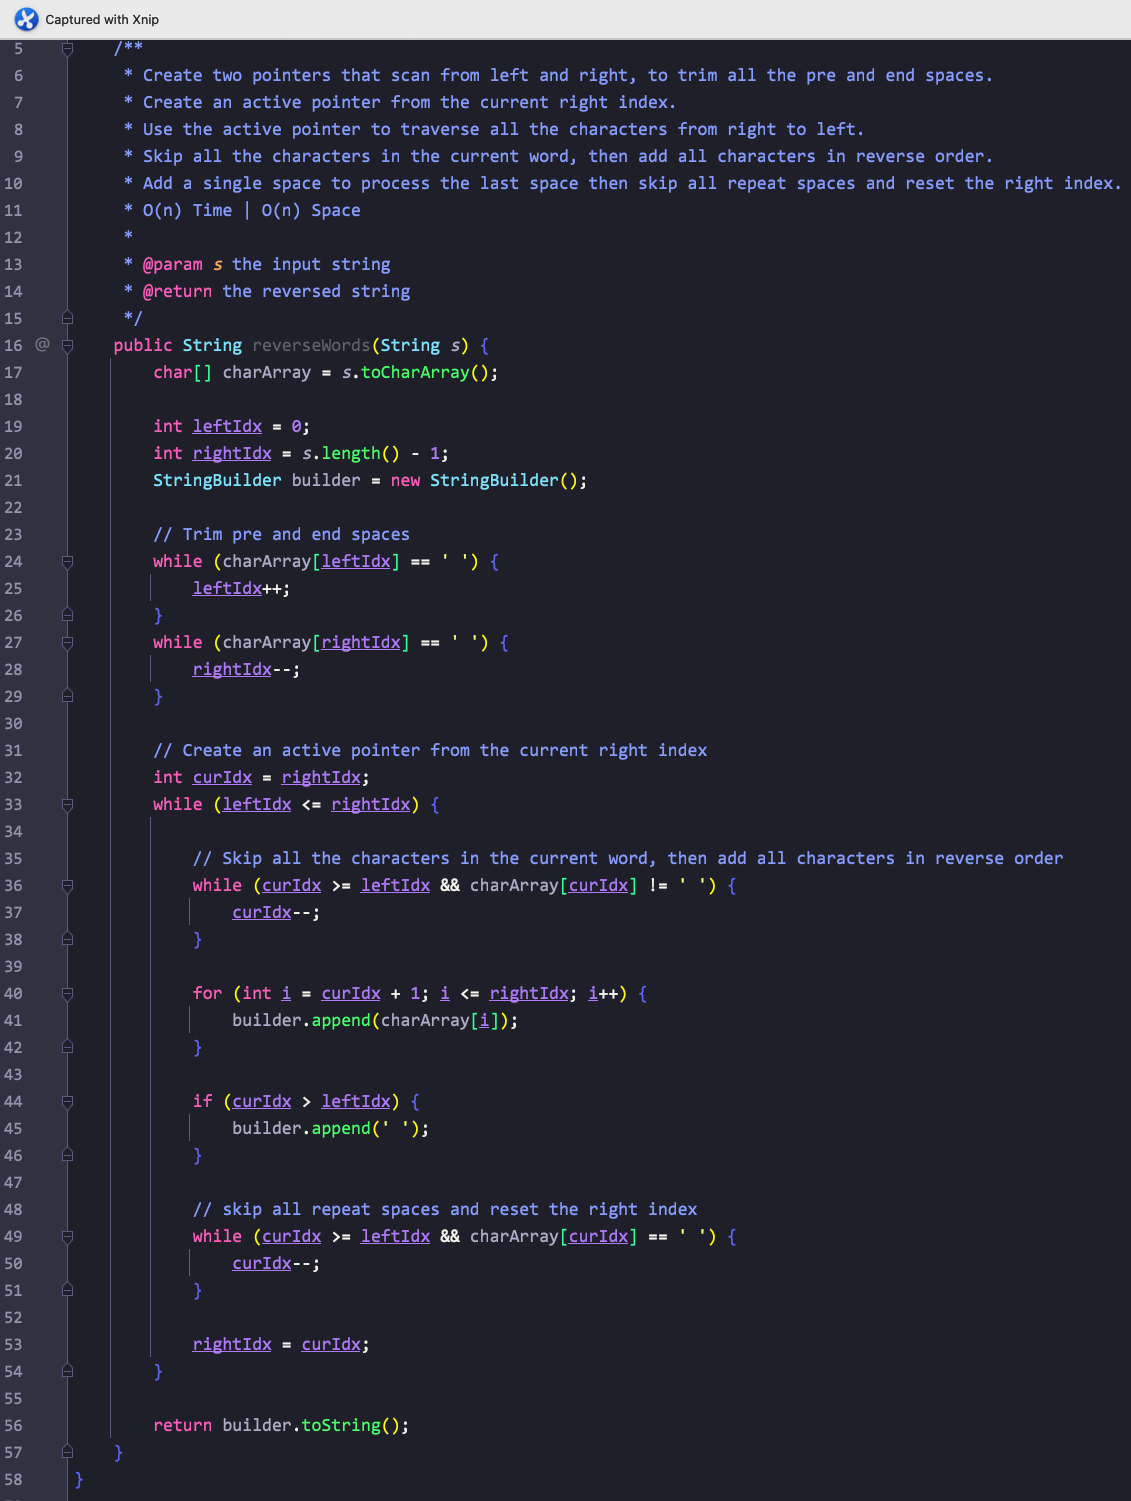 Captured with Xnip
5 /**
6 * Create two pointers that scan from left and right, to trim all the pre and end spaces.
7 * Create an active pointer from the current right index.
8 * Use the active pointer to traverse all the characters from right to left.
9 * Skip all the characters in the current word, then add all characters in reverse order.
10 * Add a single space to process the last space then skip all repeat spaces and reset the right index.
11 * O(n) Time | O(n) Space
12 *
13 * @param s the input string
14 * @return the reversed string
15 */
16 @ public String reverseWords(String s) {
17 char[] charArray = s.toCharArray();
18
19 int leftIdx = 0;
20 int rightIdx = s.length() - 1;
21 StringBuilder builder = new StringBuilder();
22
23 // Trim pre and end spaces
24 while (charArray[leftIdx] == ' ') {
25 leftIdx++;
26 }
27 while (charArray[rightIdx] == ' ') {
28 rightIdx--;
29 }
30
31 // Create an active pointer from the current right index
32 int curIdx = rightIdx;
33 while (leftIdx <= rightIdx) {
34
35 // Skip all the characters in the current word, then add all characters in reverse order
36 while (curIdx >= leftIdx && charArray[curIdx] != ' ') {
37 curIdx--;
38 }
39
40 for (int i = curIdx + 1; i <= rightIdx; i++) {
41 builder.append(charArray[i]);
42 }
43
44 if (curIdx > leftIdx) {
45 builder.append(' ');
46 }
47
48 // skip all repeat spaces and reset the right index
49 while (curIdx >= leftIdx && charArray[curIdx] == ' ') {
50 curIdx--;
51 }
52
53 rightIdx = curIdx;
54 }
55
56 return builder.toString();
57 }
58 }